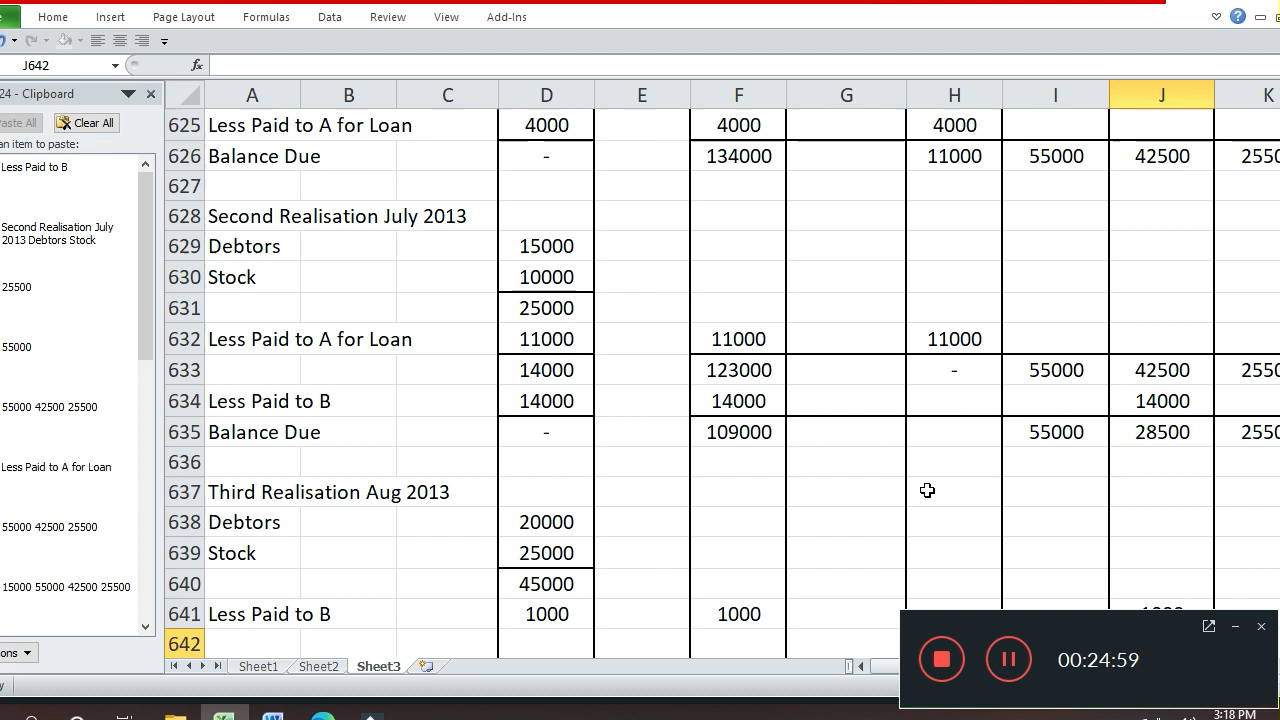 Home Insert Page Layout Formulas Data Review View Add-Ins
J642 fx
24 - Clipboard
Paste All Clear All
an item to paste:
Less Paid to B
Second Realisation July
2013 Debtors Stock
25500
55000
55000 42500 25500
Less Paid to A for Loan
55000 42500 25500
15000 55000 42500 25500
A B C D E F G H I J K
625 Less Paid to A for Loan 4000 4000 4000
626 Balance Due - 134000 11000 55000 42500 2550
627
628 Second Realisation July 2013
629 Debtors 15000
630 Stock 10000
631 25000
632 Less Paid to A for Loan 11000 11000 11000
633 14000 123000 - 55000 42500 2550
634 Less Paid to B 14000 14000 14000
635 Balance Due - 109000 55000 28500 2550
636
637 Third Realisation Aug 2013
638 Debtors 20000
639 Stock 25000
640 45000
641 Less Paid to B 1000 1000
642
Sheet1 Sheet2 Sheet3
00:24:59
3:18 PM